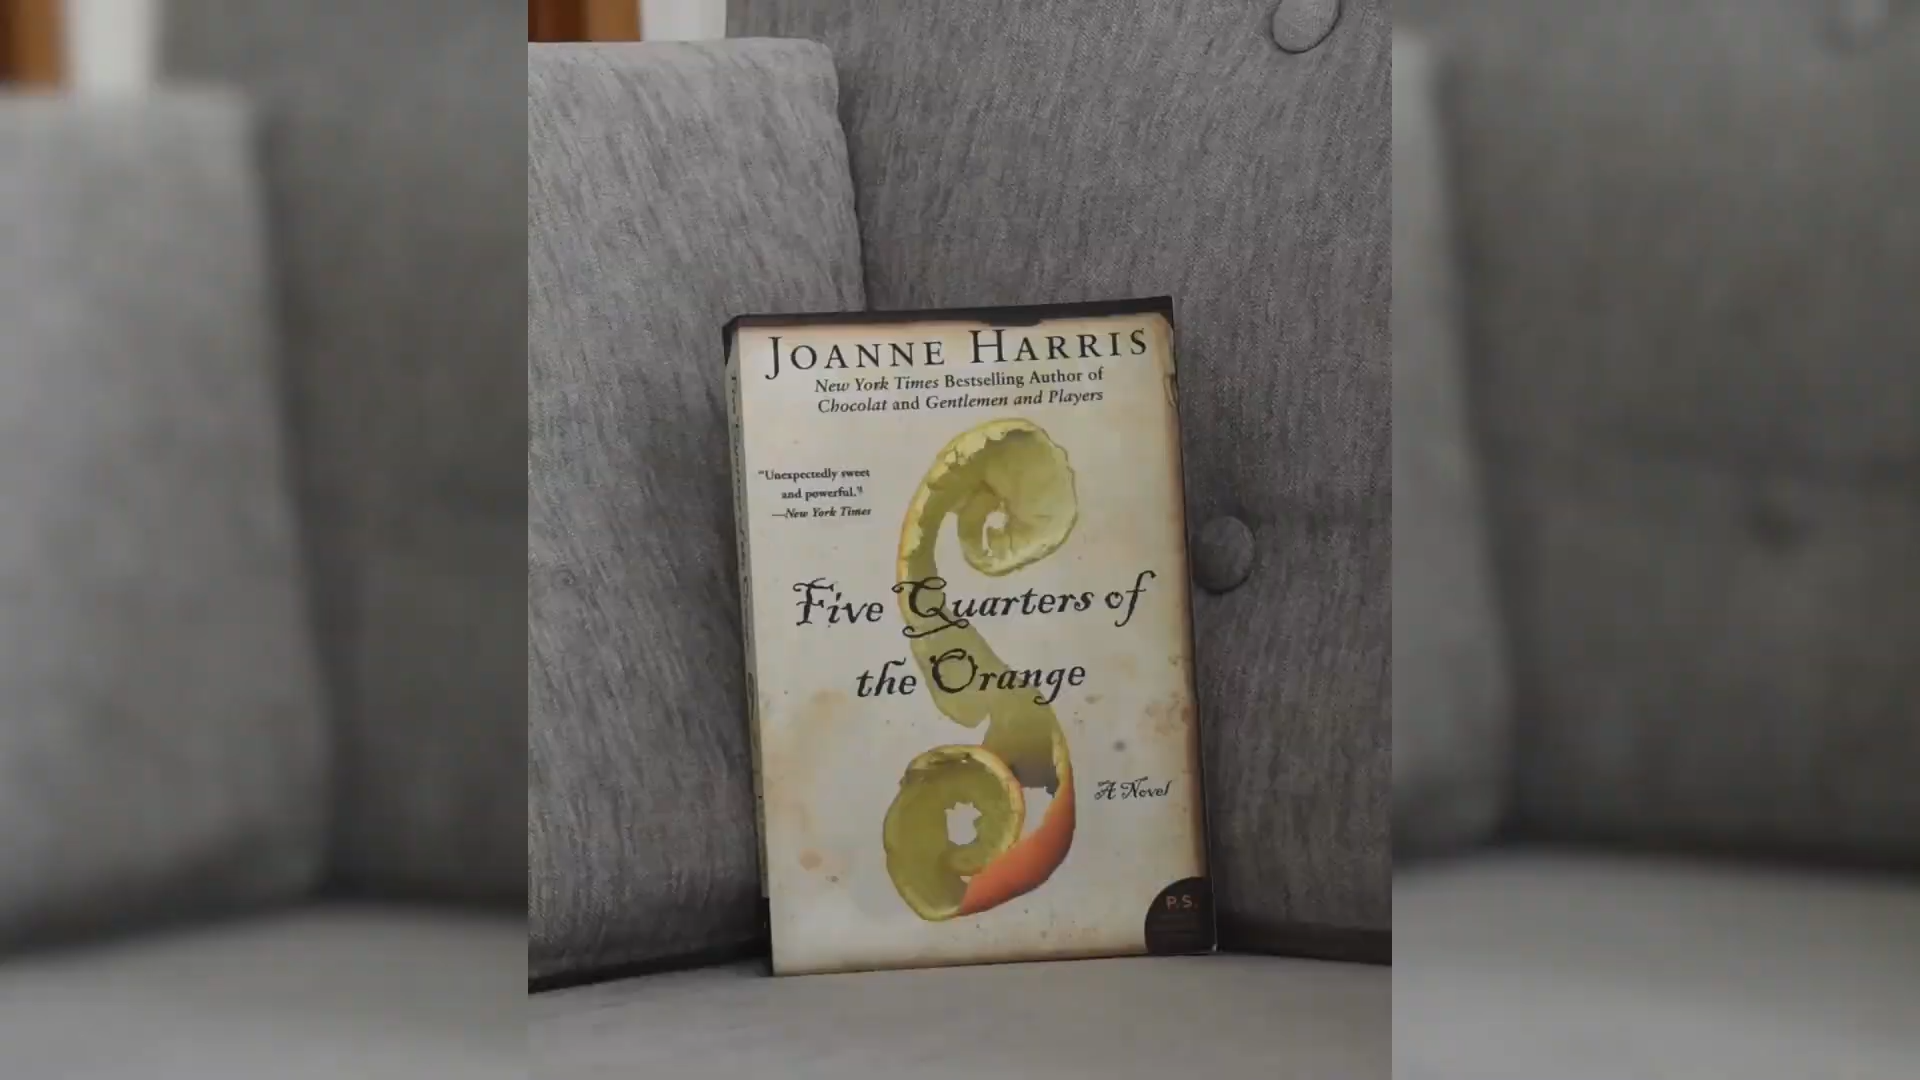 JOANNE HARRIS
New York Times Bestselling Author of
Chocolat and Gentlemen and Players
“Unexpectedly sweet
and powerful.”
—New York Times
Five Quarters of
the Orange
A Novel
P.S.